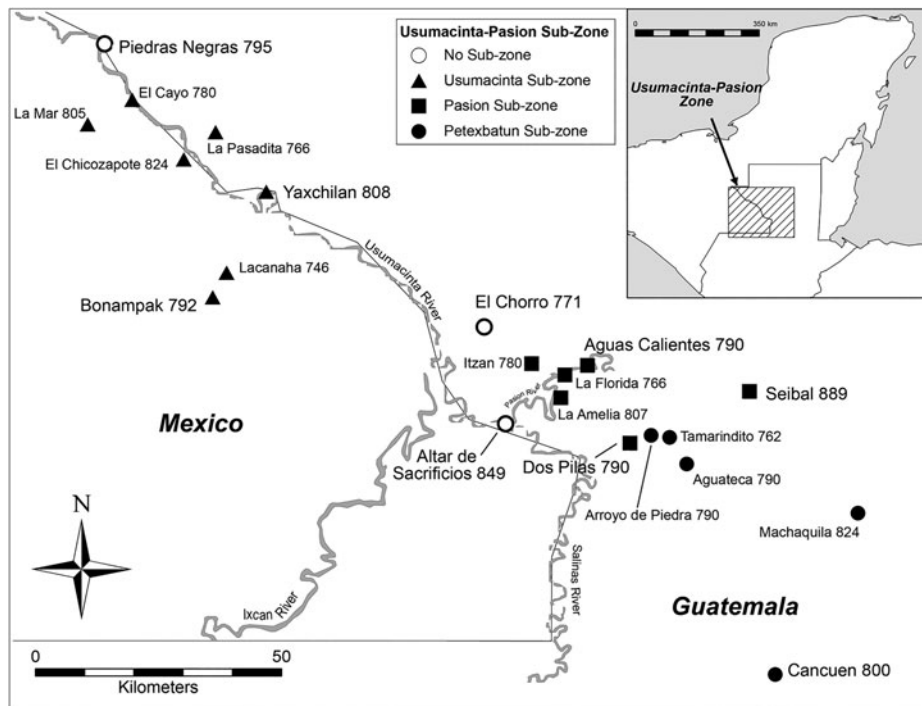 Piedras Negras 795
El Cayo 780
La Mar 805
La Pasadita 766
El Chicozapote 824
Yaxchilan 808
Lacanaha 746
Bonampak 792
Usumacinta River
Usumacinta-Pasion Sub-Zone
No Sub-zone
Usumacinta Sub-zone
Pasion Sub-zone
Petexbatun Sub-zone
0 350 km
Usumacinta-Pasion
Zone
El Chorro 771
Aguas Calientes 790
Itzan 780
La Florida 766
Seibal 889
Pasion River
La Amelia 807
Mexico
Altar de
Sacrificios 849
Dos Pilas 790
Tamarindito 762
Aguateca 790
Arroyo de Piedra 790
Machaquila 824
N
Ixcan River
Salinas River
Guatemala
0 50
Kilometers
Cancuen 800